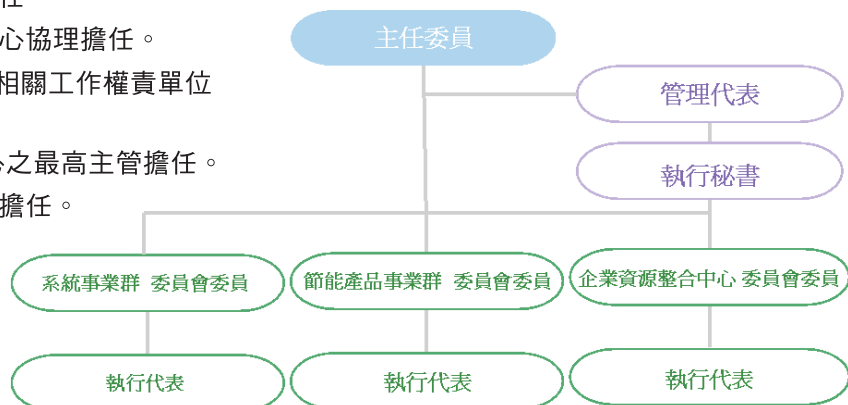 任
心協理擔任。
相關工作權責單位
之最高主管擔任。
擔任。
主任委員
管理代表
執行秘書
系統事業群 委員會委員
節能產品事業群 委員會委員
企業資源整合中心 委員會委員
執行代表
執行代表
執行代表